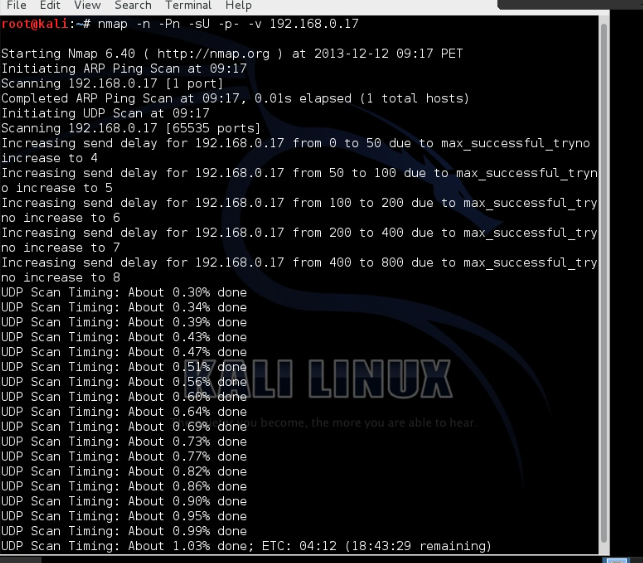 File Edit View Search Terminal Help
root@kali:~# nmap -n -Pn -sU -p- -v 192.168.0.17
Starting Nmap 6.40 ( http://nmap.org ) at 2013-12-12 09:17 PET
Initiating ARP Ping Scan at 09:17
Scanning 192.168.0.17 [1 port]
Completed ARP Ping Scan at 09:17, 0.01s elapsed (1 total hosts)
Initiating UDP Scan at 09:17
Scanning 192.168.0.17 [65535 ports]
Increasing send delay for 192.168.0.17 from 0 to 50 due to max_successful_tryno
increase to 4
Increasing send delay for 192.168.0.17 from 50 to 100 due to max_successful_tryn
o increase to 5
Increasing send delay for 192.168.0.17 from 100 to 200 due to max_successful_try
no increase to 6
Increasing send delay for 192.168.0.17 from 200 to 400 due to max_successful_try
no increase to 7
Increasing send delay for 192.168.0.17 from 400 to 800 due to max_successful_try
no increase to 8
UDP Scan Timing: About 0.30% done
UDP Scan Timing: About 0.34% done
UDP Scan Timing: About 0.39% done
UDP Scan Timing: About 0.43% done
UDP Scan Timing: About 0.47% done
UDP Scan Timing: About 0.51% done
UDP Scan Timing: About 0.56% done
UDP Scan Timing: About 0.60% done
UDP Scan Timing: About 0.64% done
UDP Scan Timing: About 0.69% done
UDP Scan Timing: About 0.73% done
UDP Scan Timing: About 0.77% done
UDP Scan Timing: About 0.82% done
UDP Scan Timing: About 0.86% done
UDP Scan Timing: About 0.90% done
UDP Scan Timing: About 0.95% done
UDP Scan Timing: About 0.99% done
UDP Scan Timing: About 1.03% done; ETC: 04:12 (18:43:29 remaining)
KALI LINUX
you become, the more you are able to hear.